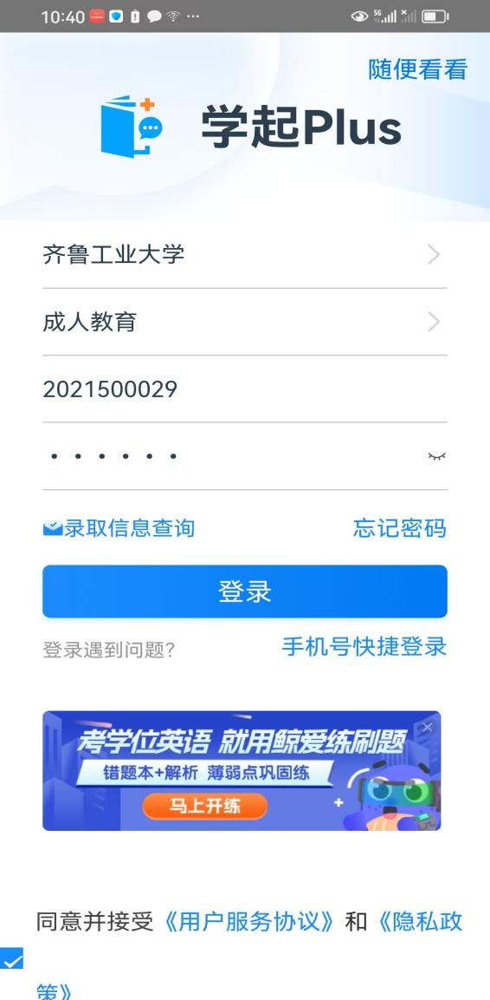 10:40
5G
随便看看
学起Plus
齐鲁工业大学
成人教育
2021500029
••••••
录取信息查询 忘记密码
登录
登录遇到问题? 手机号快捷登录
考学位英语 就用鲸爱练刷题
错题本+解析 薄弱点巩固练
马上开练
同意并接受《用户服务协议》和《隐私政
策》